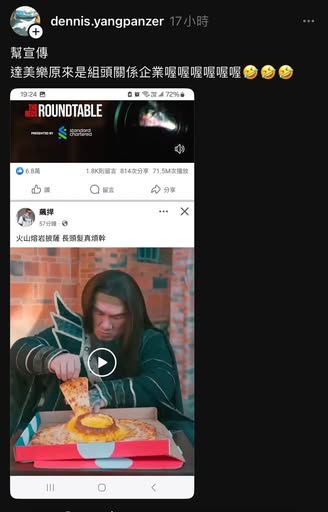 dennis.yangpanzer 17小時
幫宣傳
達美樂原來是組頭關係企業喔喔喔喔喔喔🤣🤣🤣
19:24 72%
THE ROUNDTABLE
PRESENTED BY standard chartered
6.8萬 1.8K則留言 814次分享 71.5M次播放
讚 留言 分享
飆捍
57分鐘
火山熔岩披薩 長頭髮真煩幹